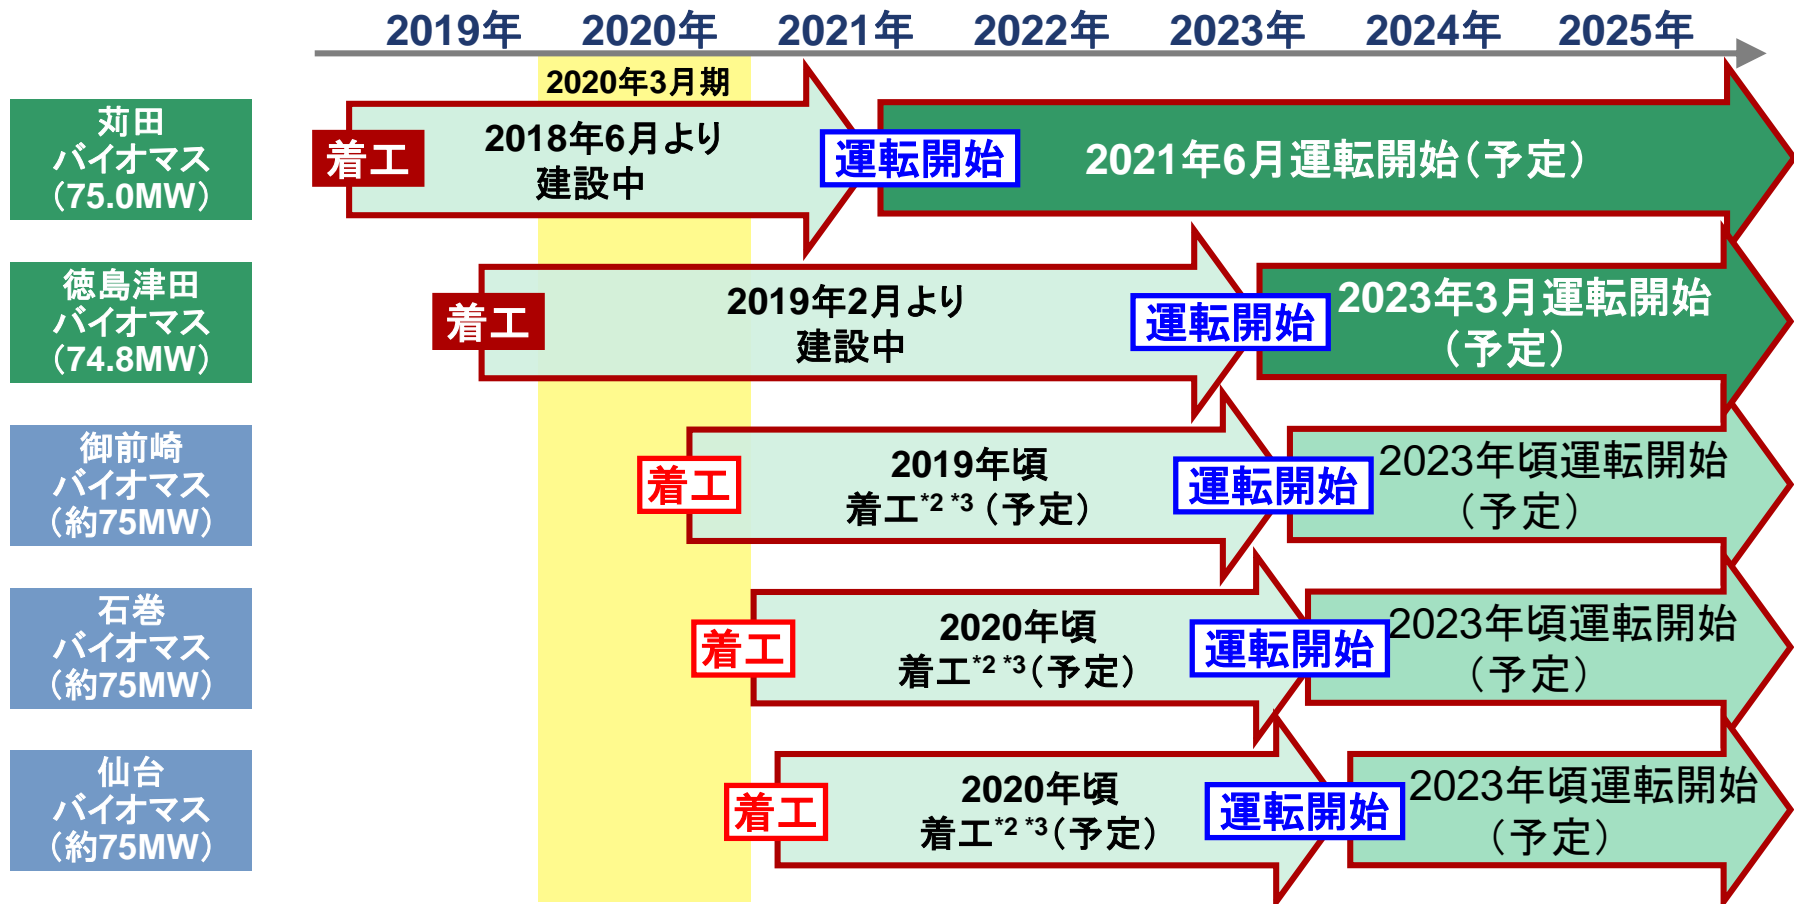 2019年 2020年 2021年 2022年 2023年 2024年 2025年
2020年3月期
苅田
バイオマス
（75.0MW）
着工
2018年6月より
建設中
運転開始
2021年6月運転開始（予定）
徳島津田
バイオマス
（74.8MW）
着工
2019年2月より
建設中
運転開始
2023年3月運転開始
（予定）
御前崎
バイオマス
（約75MW）
着工
2019年頃
着工*2 *3（予定）
運転開始
2023年頃運転開始
（予定）
石巻
バイオマス
（約75MW）
着工
2020年頃
着工*2 *3（予定）
運転開始
2023年頃運転開始
（予定）
仙台
バイオマス
（約75MW）
着工
2020年頃
着工*2 *3（予定）
運転開始
2023年頃運転開始
（予定）